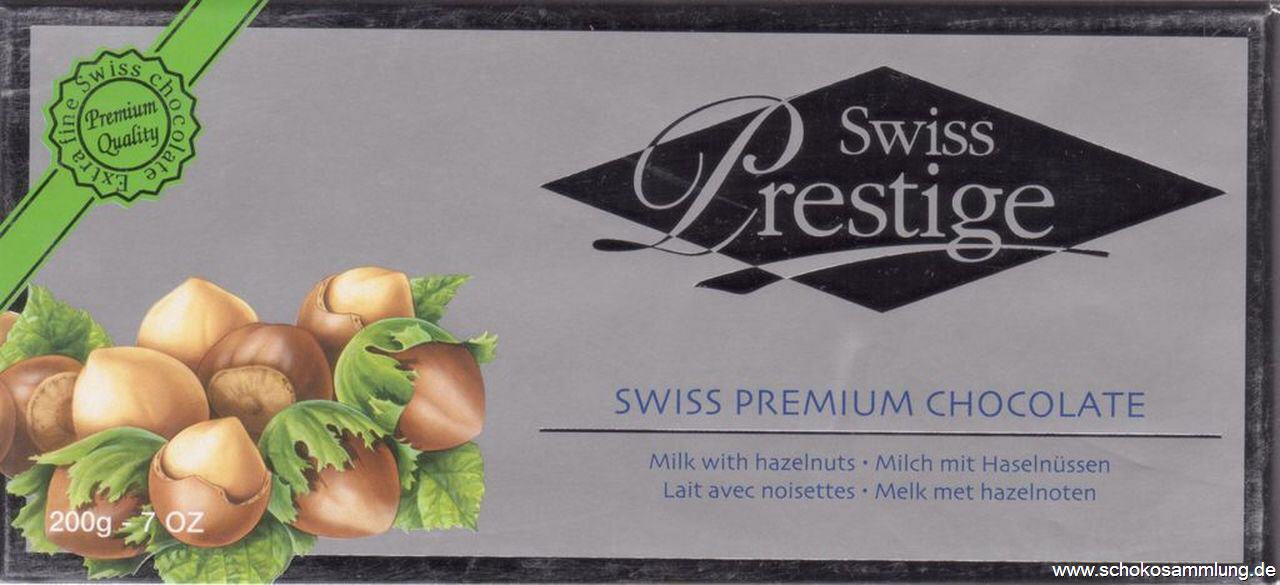 Extra fine Swiss chocolate
Premium
Quality
Swiss
Prestige
SWISS PREMIUM CHOCOLATE
Milk with hazelnuts • Milch mit Haselnüssen
Lait avec noisettes • Melk met hazelnoten
200g - 7 OZ
www.schokosammlung.de